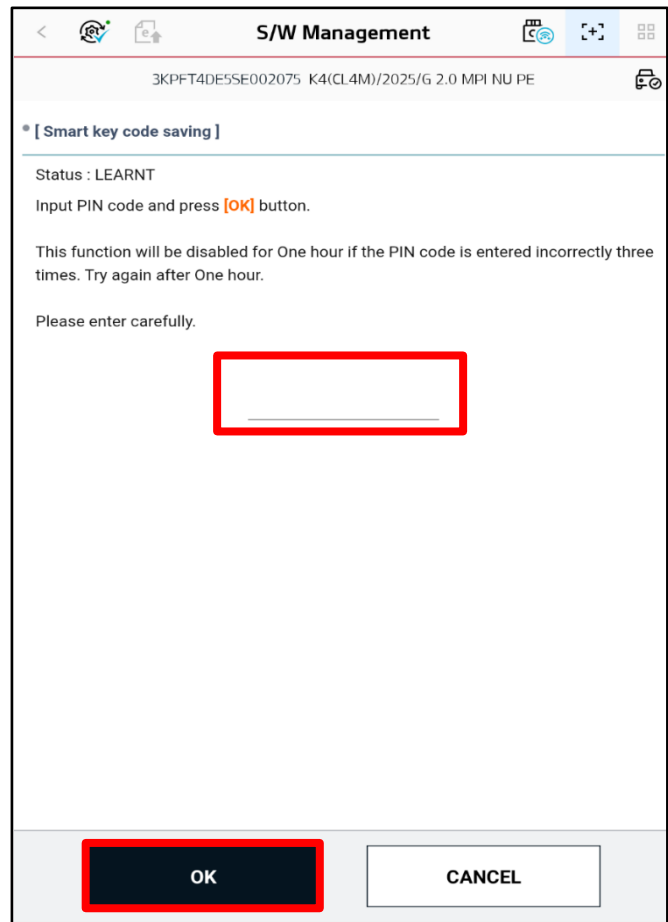 S/W Management
3KPFT4DE5SE002075 K4(CL4M)/2025/G 2.0 MPI NU PE
[ Smart key code saving ]
Status : LEARNT
Input PIN code and press [OK] button.
This function will be disabled for One hour if the PIN code is entered incorrectly three
times. Try again after One hour.
Please enter carefully.
OK
CANCEL